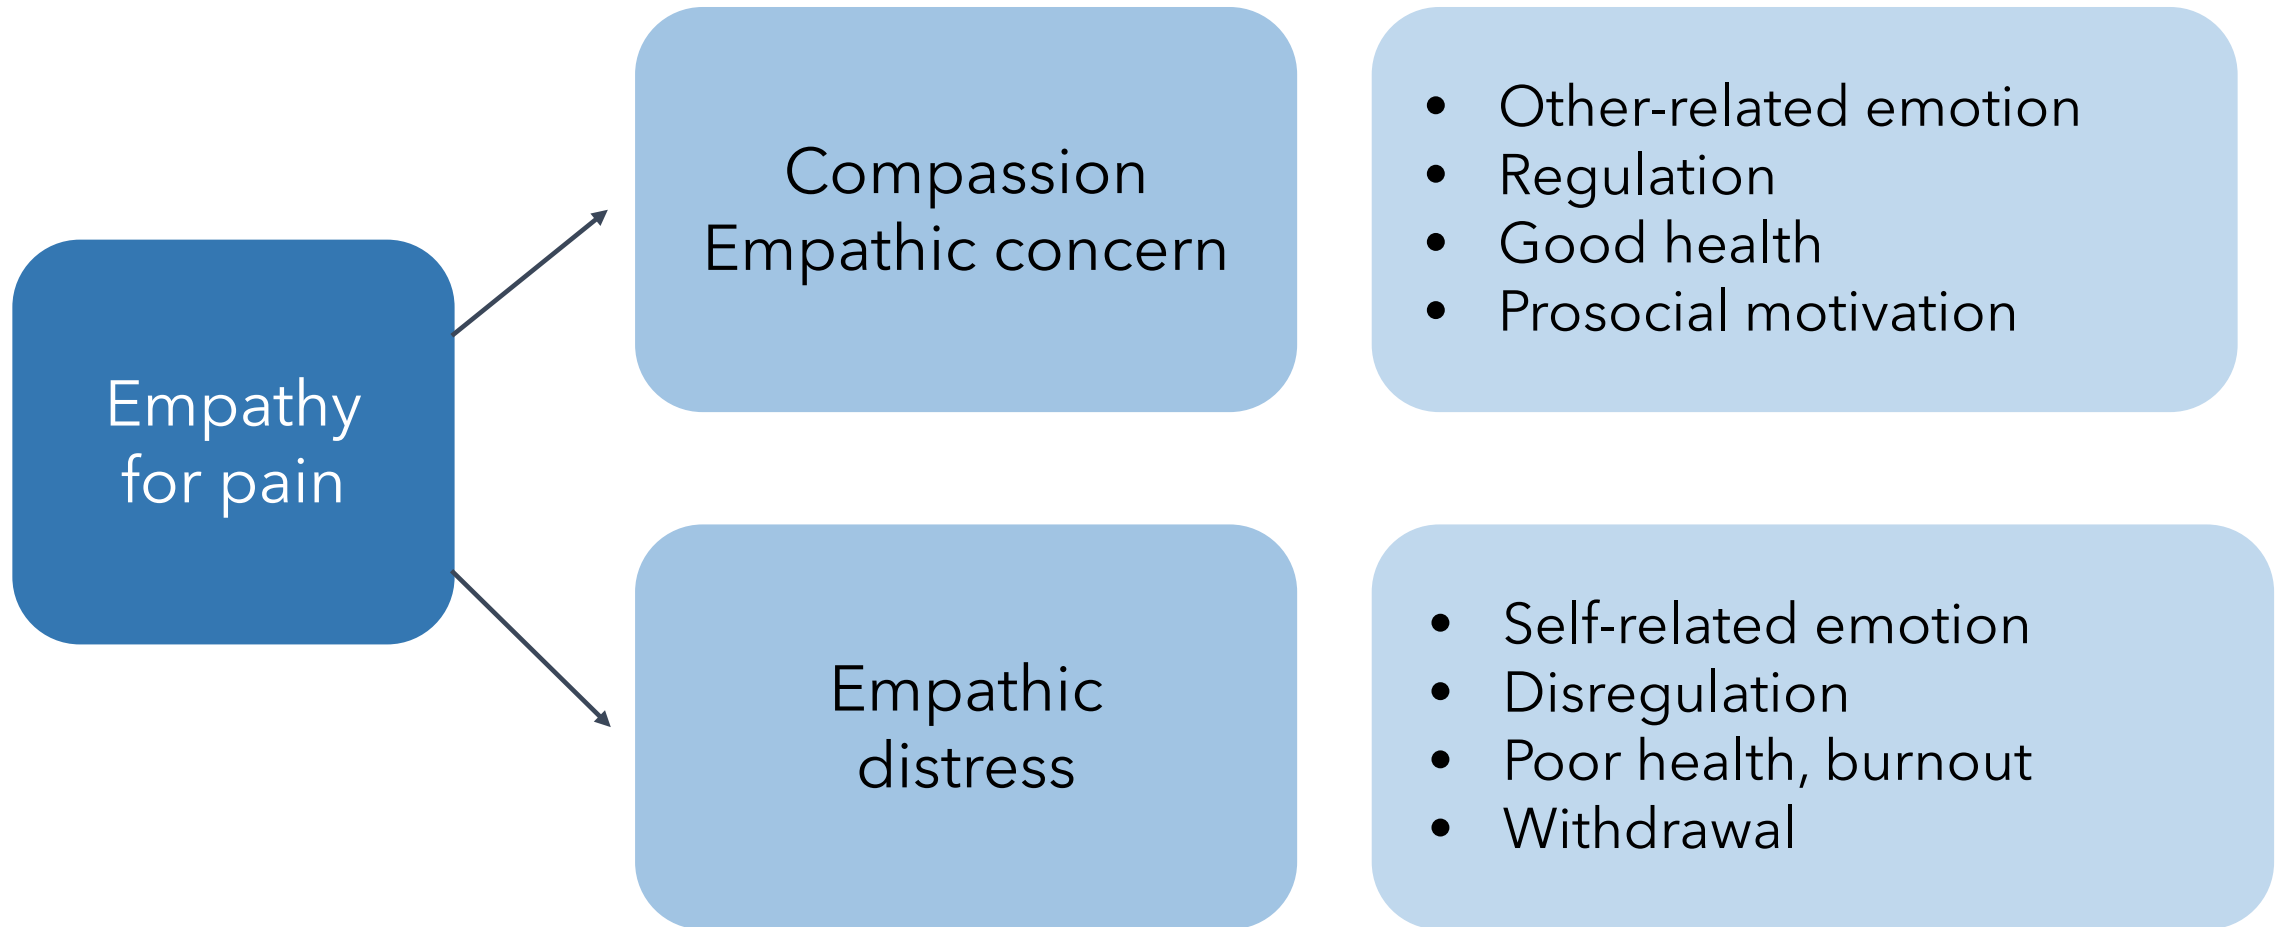 Empathy
for pain
Compassion
Empathic concern
• Other-related emotion
• Regulation
• Good health
• Prosocial motivation
Empathic
distress
• Self-related emotion
• Disregulation
• Poor health, burnout
• Withdrawal